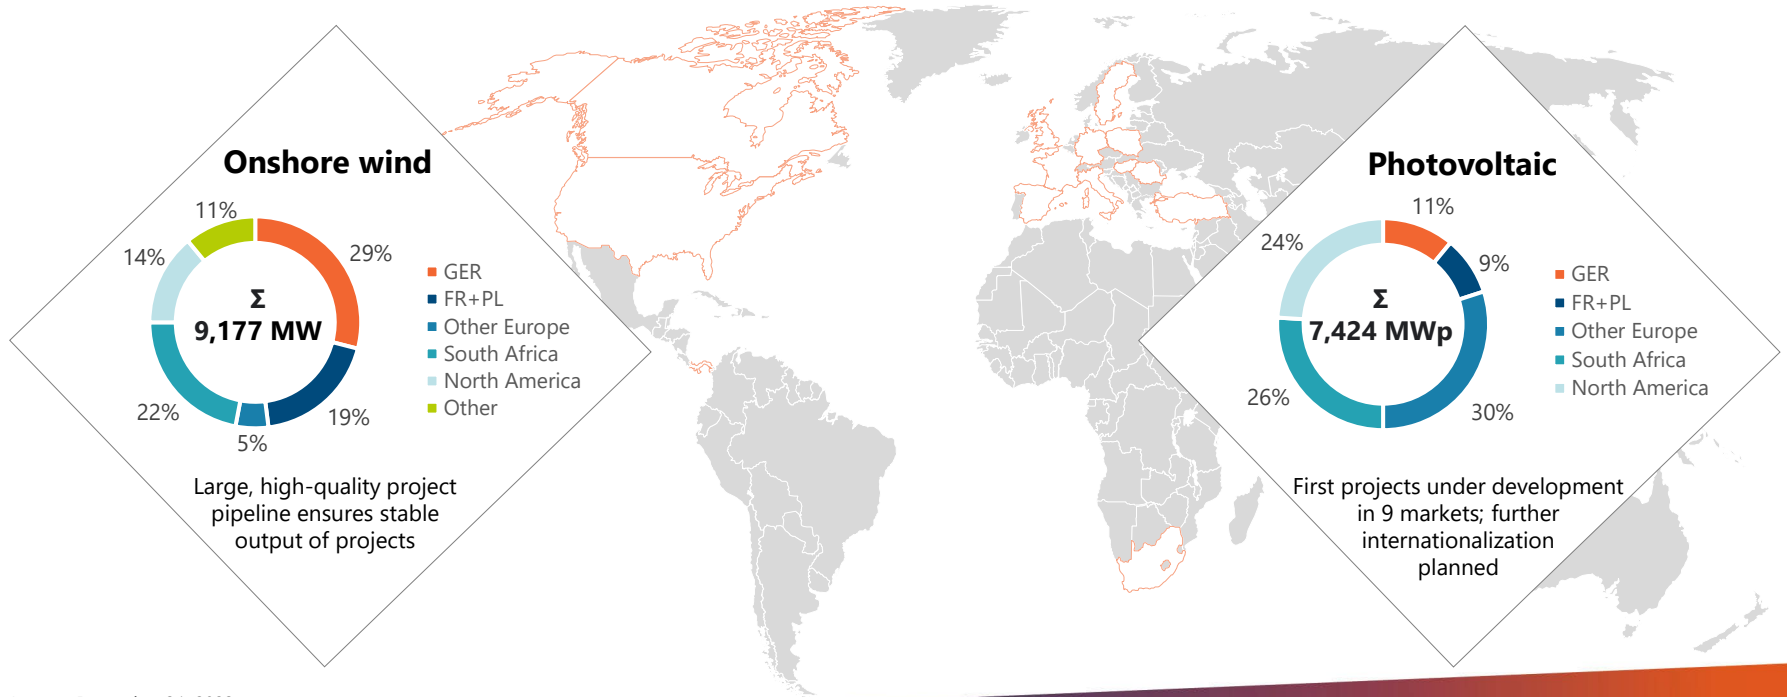 Onshore wind
11%
29%
14%
Σ
9,177 MW
22%
19%
5%
GER
FR+PL
Other Europe
South Africa
North America
Other
Large, high-quality project
pipeline ensures stable
output of projects
Photovoltaic
11%
24%
9%
Σ
7,424 MWp
26%
30%
GER
FR+PL
Other Europe
South Africa
North America
First projects under development
in 9 markets; further
internationalization
planned